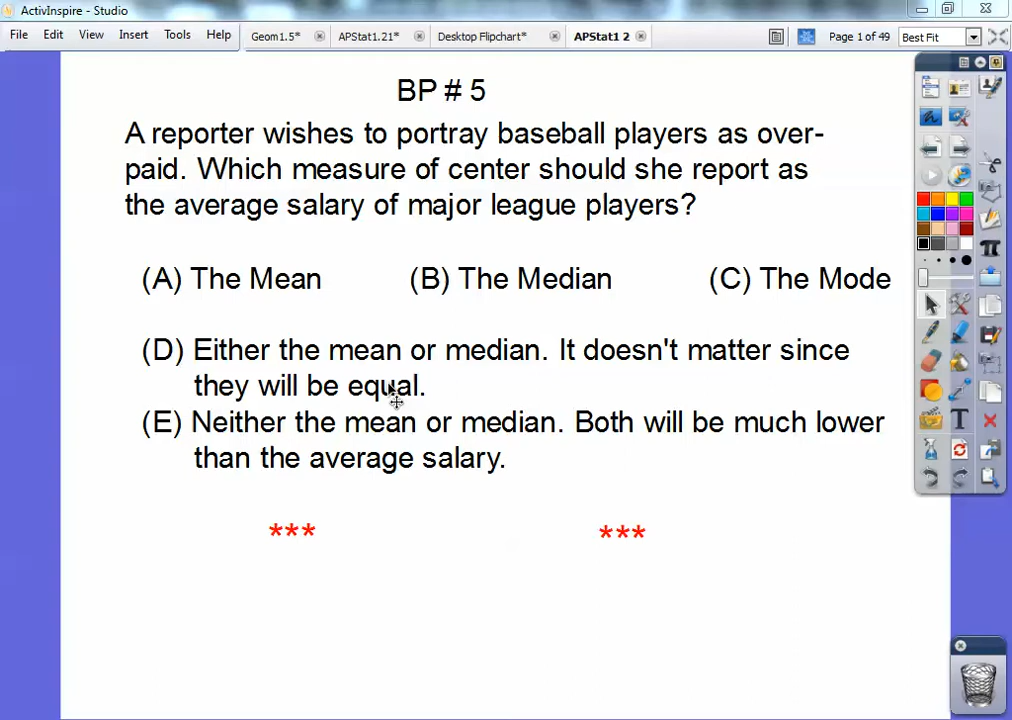 ActivInspire - Studio
File Edit View Insert Tools Help Geom1.5* APStat1.21* Desktop Flipchart* APStat1 2 Page 1 of 49 Best Fit
BP # 5
A reporter wishes to portray baseball players as over-
paid. Which measure of center should she report as
the average salary of major league players?
(A) The Mean (B) The Median (C) The Mode
(D) Either the mean or median. It doesn't matter since
they will be equal.
(E) Neither the mean or median. Both will be much lower
than the average salary.
*** ***